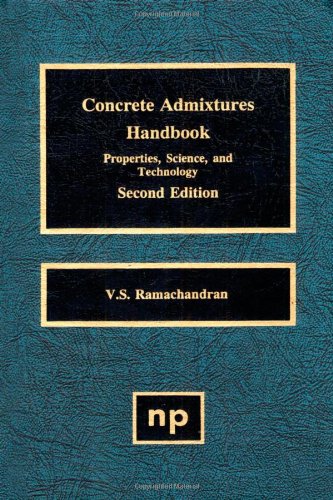 Concrete Admixtures
Handbook
Properties, Science, and
Technology
Second Edition
V.S. Ramachandran
np